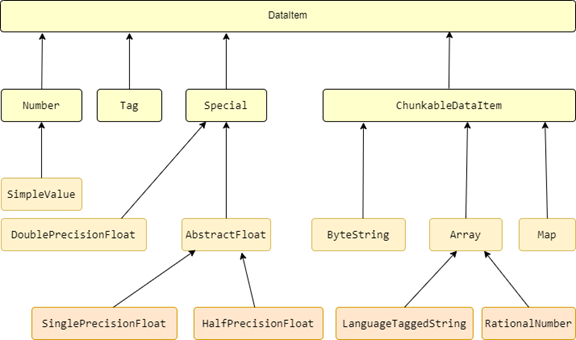 DataItem
Number
Tag
Special
ChunkableDataItem
SimpleValue
DoublePrecisionFloat
AbstractFloat
ByteString
Array
Map
SinglePrecisionFloat
HalfPrecisionFloat
LanguageTaggedString
RationalNumber